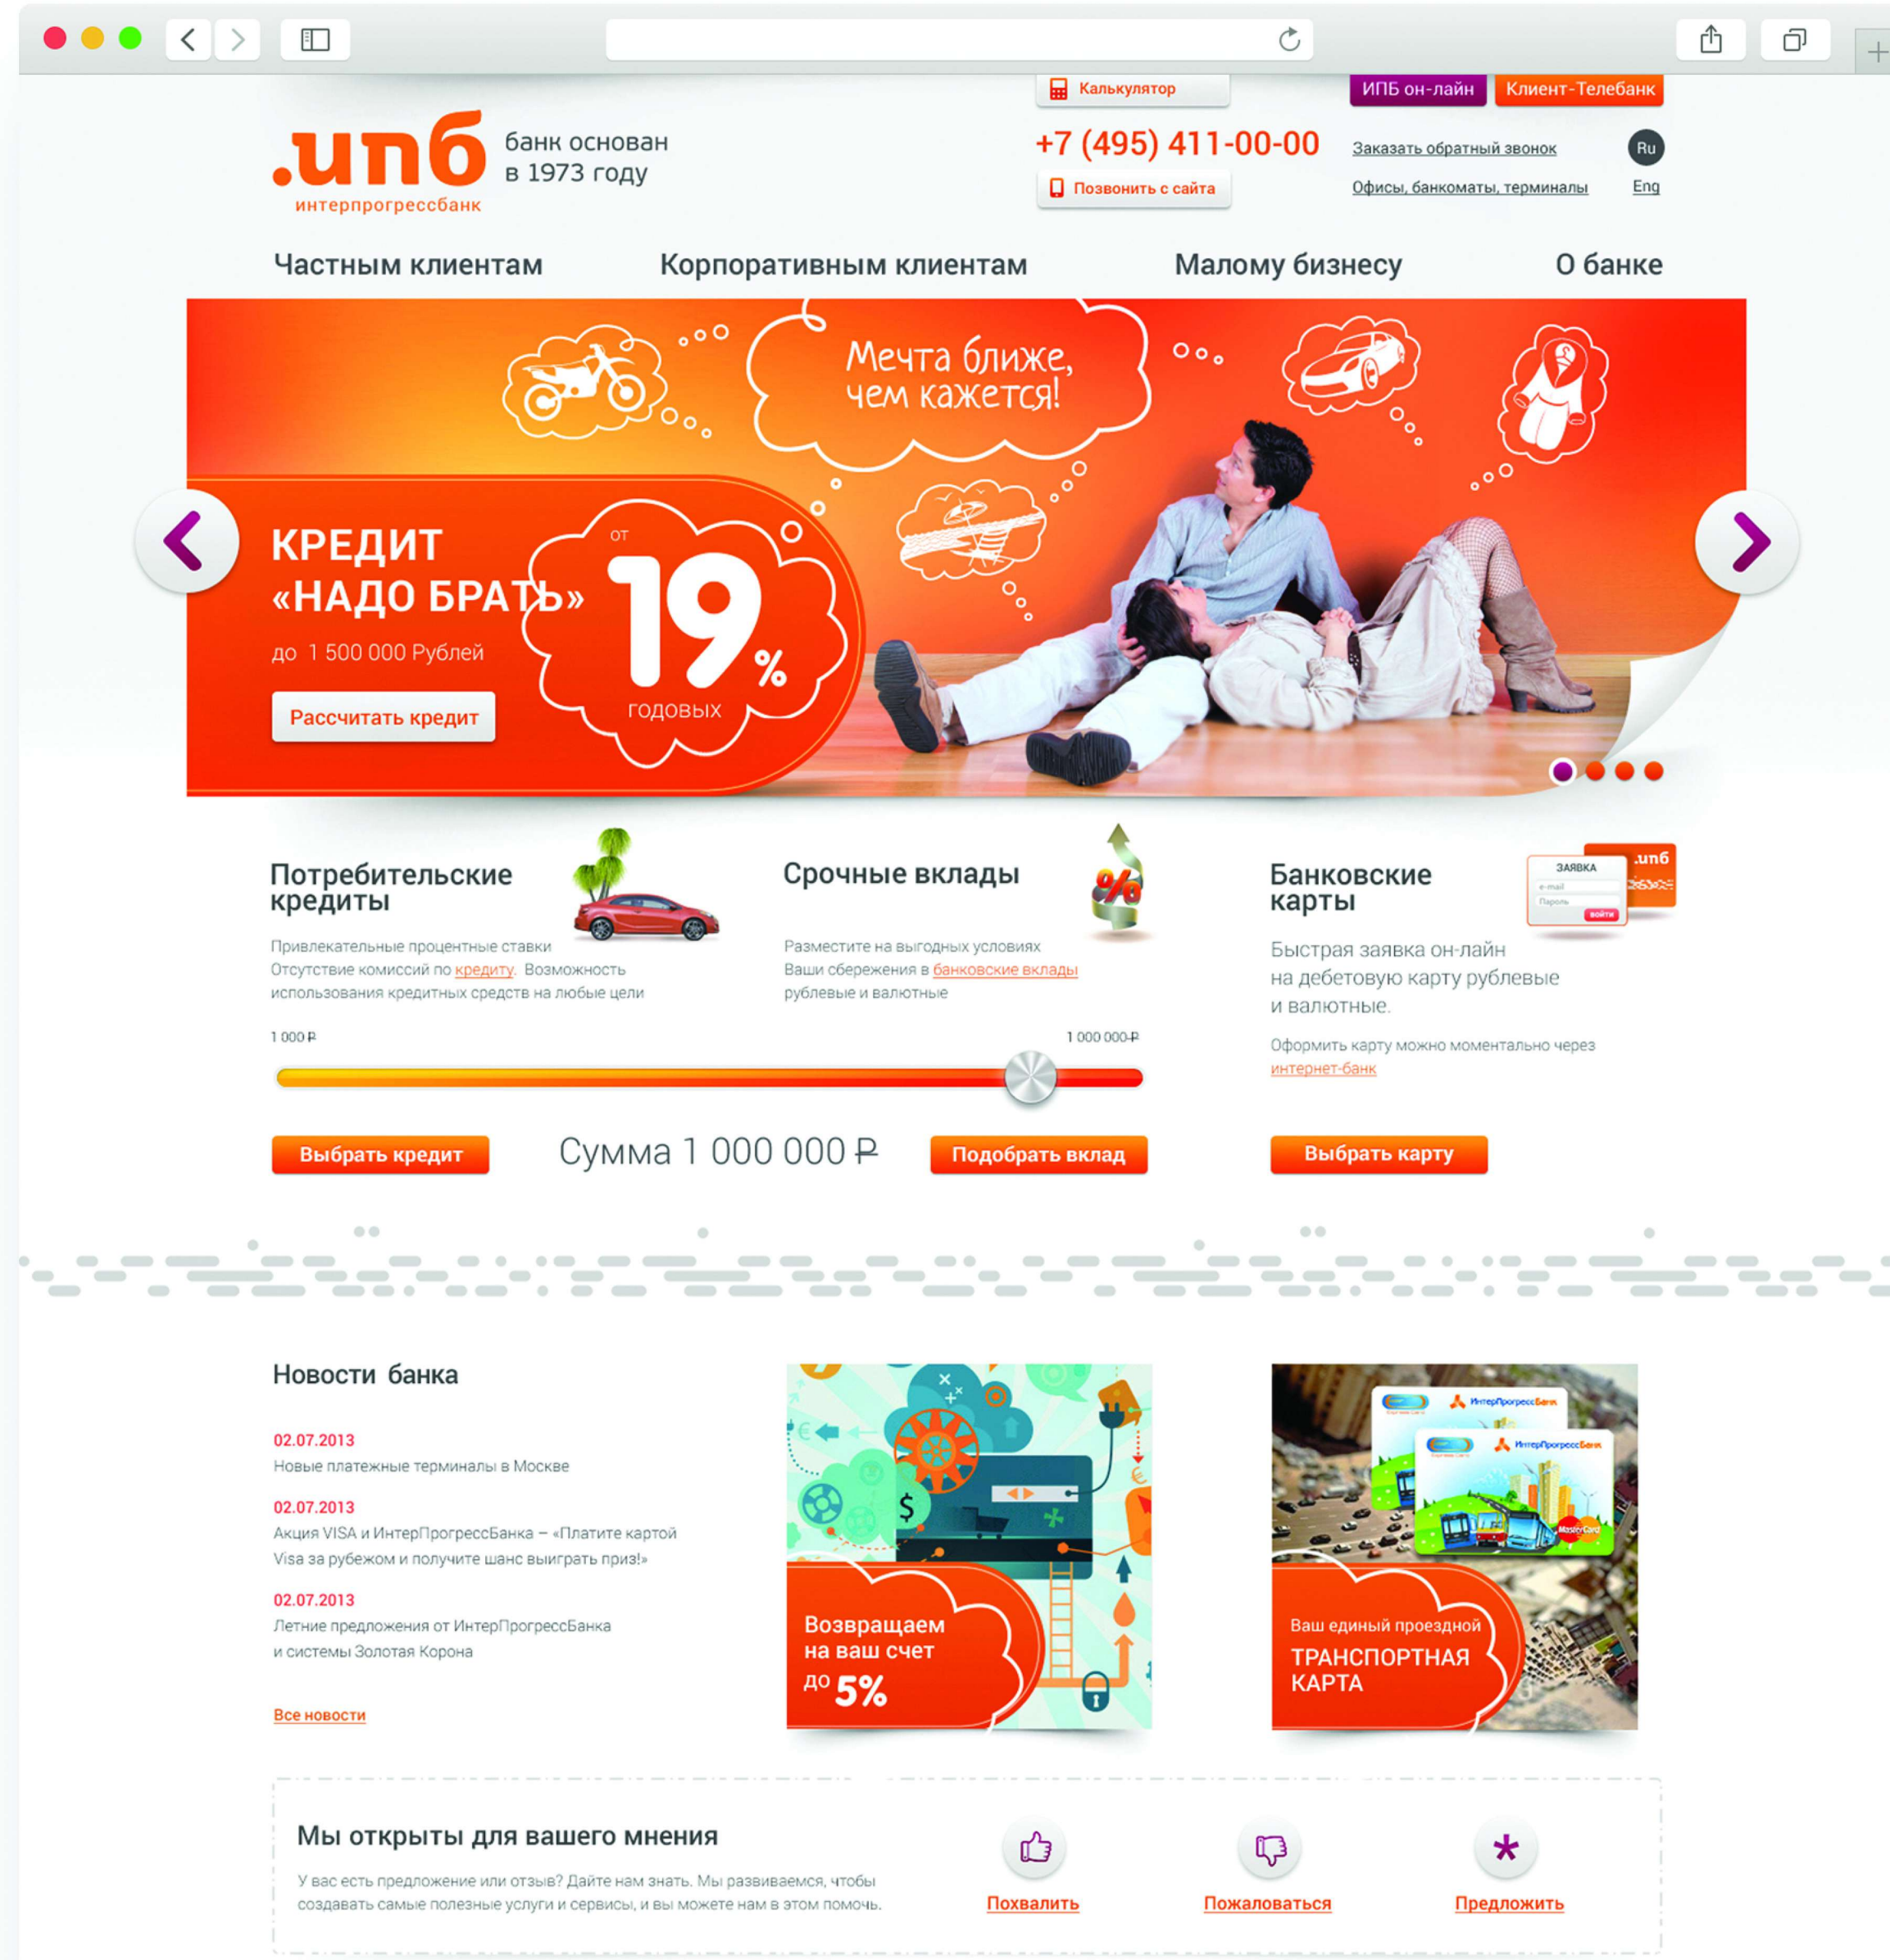 Калькулятор
ИПБ он-лайн
Клиент-Телебанк
.ипб
интерпрогрессбанк
банк основан
в 1973 году
+7 (495) 411-00-00
Позвонить с сайта
Заказать обратный звонок
Офисы, банкоматы, терминалы
Ru
Eng
Частным клиентам
Корпоративным клиентам
Малому бизнесу
О банке
Мечта ближе,
чем кажется!
КРЕДИТ
«НАДО БРАТЬ»
до 1 500 000 Рублей
Рассчитать кредит
от
19%
годовых
Потребительские
кредиты
Привлекательные процентные ставки
Отсутствие комиссий по кредиту. Возможность
использования кредитных средств на любые цели
Срочные вклады
%
Разместите на выгодных условиях
Ваши сбережения в банковские вклады
рублевые и валютные
Банковские
карты
ЗАЯВКА
e-mail
Пароль
войти
.ипб
Быстрая заявка он-лайн
на дебетовую карту рублевые
и валютные.
Оформить карту можно моментально через
интернет-банк
1 000 ₽
1 000 000 ₽
Выбрать кредит
Сумма 1 000 000 ₽
Подобрать вклад
Выбрать карту
Новости банка
02.07.2013
Новые платежные терминалы в Москве
02.07.2013
Акция VISA и ИнтерПрогрессБанка – «Платите картой
Visa за рубежом и получите шанс выиграть приз!»
02.07.2013
Летние предложения от ИнтерПрогрессБанка
и системы Золотая Корона
Все новости
€
$
€
Возвращаем
на ваш счет
до 5%
ИнтерПрогрессБанк
ИнтерПрогрессБанк
MasterCard
Ваш единый проездной
ТРАНСПОРТНАЯ
КАРТА
Мы открыты для вашего мнения
У вас есть предложение или отзыв? Дайте нам знать. Мы развиваемся, чтобы
создавать самые полезные услуги и сервисы, и вы можете нам в этом помочь.
Похвалить
Пожаловаться
Предложить